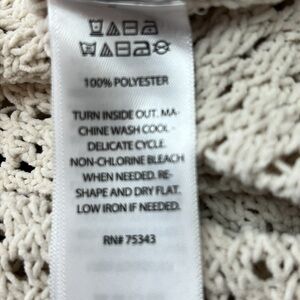 100% POLYESTER
TURN INSIDE OUT. MA-
CHINE WASH COOL -
DELICATE CYCLE.
NON-CHLORINE BLEACH
WHEN NEEDED. RE-
SHAPE AND DRY FLAT.
LOW IRON IF NEEDED.
RN# 75343